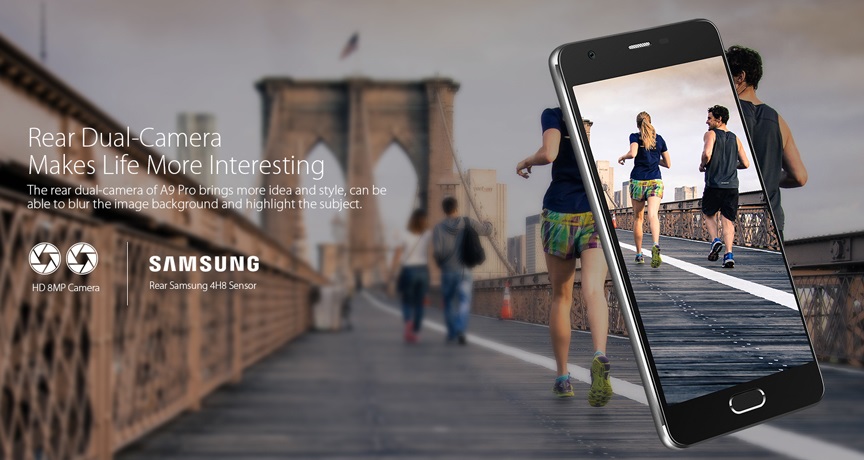 Rear Dual-Camera
Makes Life More Interesting
The rear dual-camera of A9 Pro brings more idea and style, can be
able to blur the image background and highlight the subject.
HD 8MP Camera
SAMSUNG
Rear Samsung 4H8 Sensor